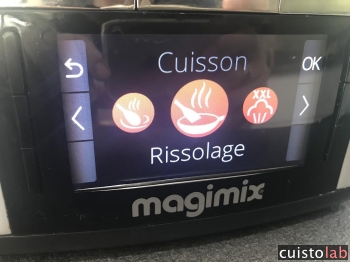 Cuisson OK
XXL
Rissolage
magimix
cuistolab